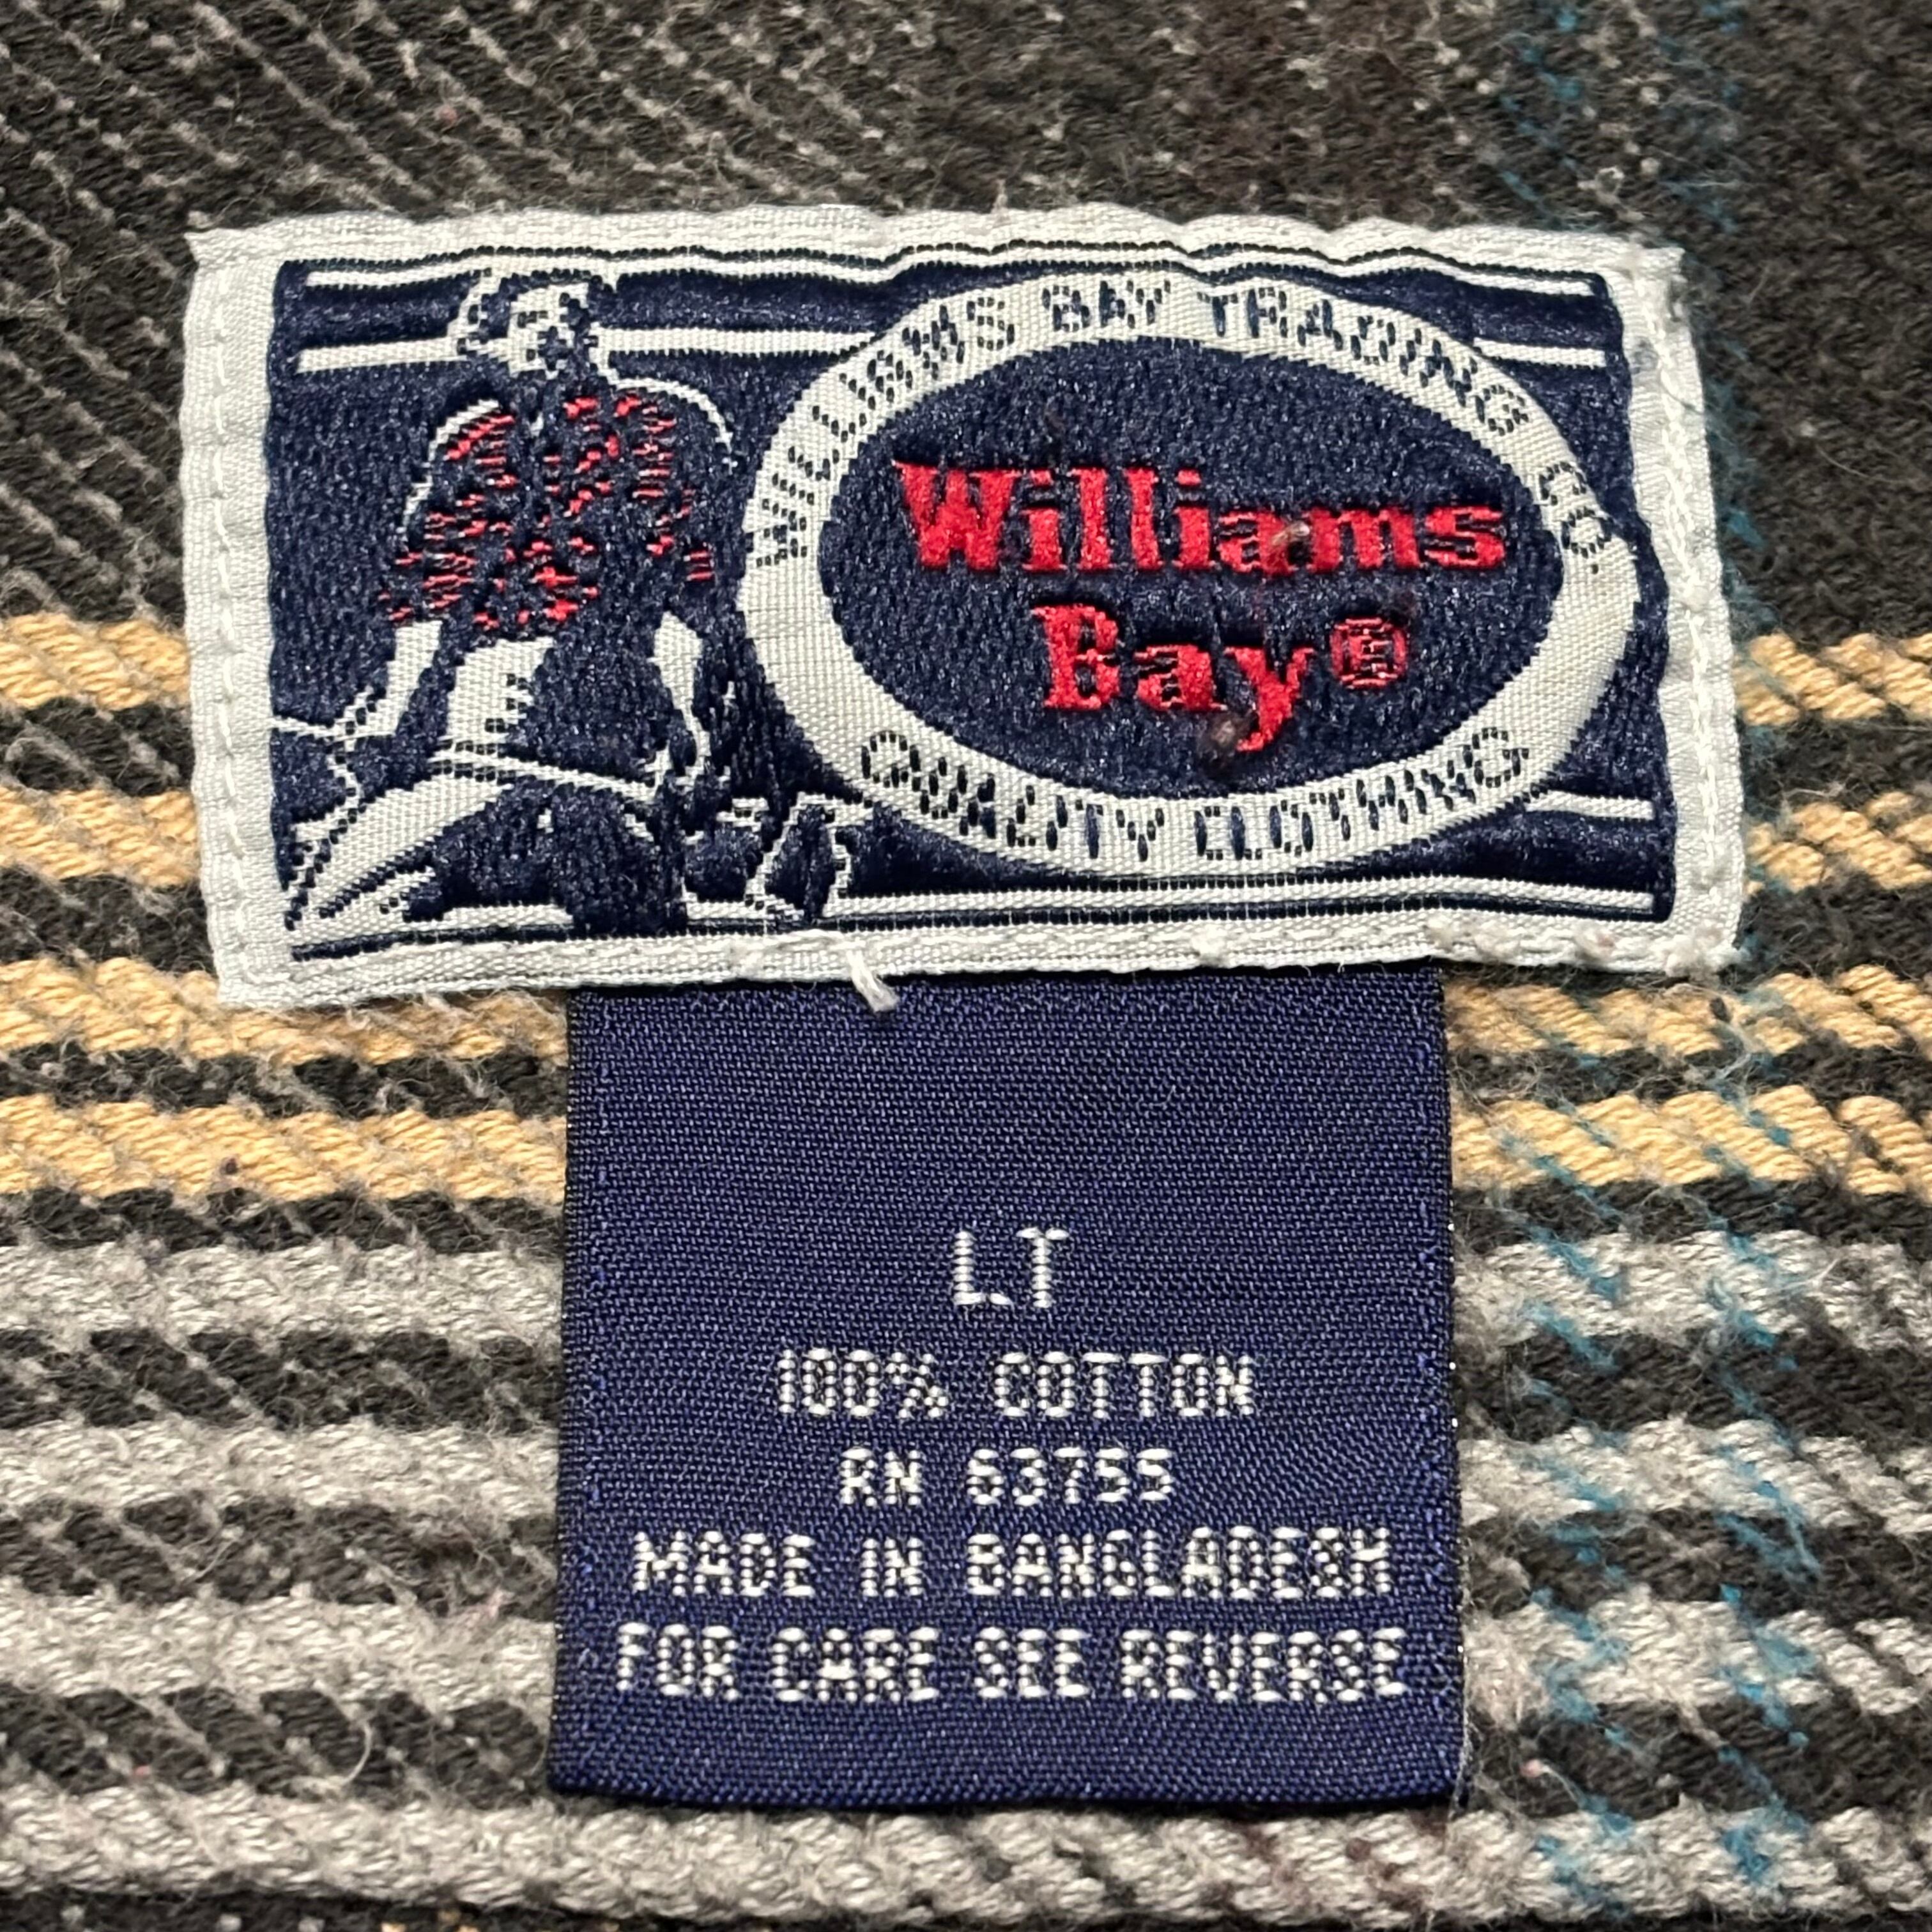 WILLIAMS BAY TRADING CO.
Williams
Bay®
QUALITY CLOTHING
LT
100% COTTON
RN 63755
MADE IN BANGLADESH
FOR CARE SEE REVERSE